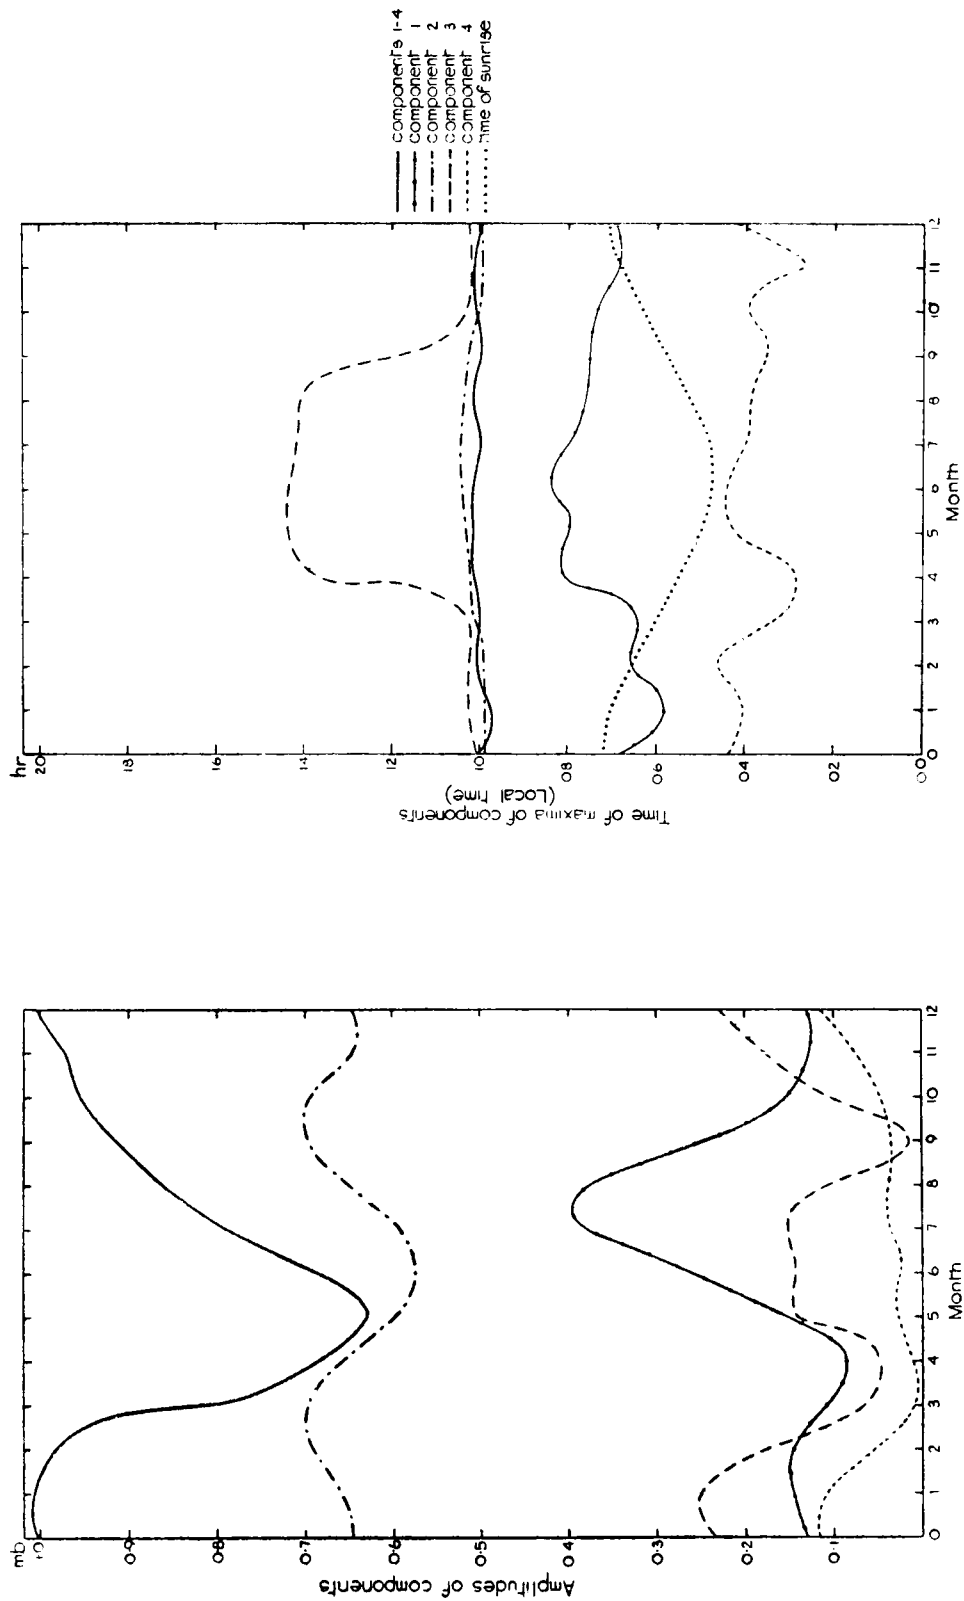 mb
1·0
0·9
0·8
0·7
0·6
0·5
0·4
0·3
0·2
0·1
Amplitudes of components
0 1 2 3 4 5 6 7 8 9 10 11 12
Month
hr
20
18
16
14
12
10
08
06
04
02
00
Time of maxima of components
(Local Time)
0 1 2 3 4 5 6 7 8 9 10 11 12
Month
components 1-4
component 1
component 2
component 3
component 4
time of sunrise